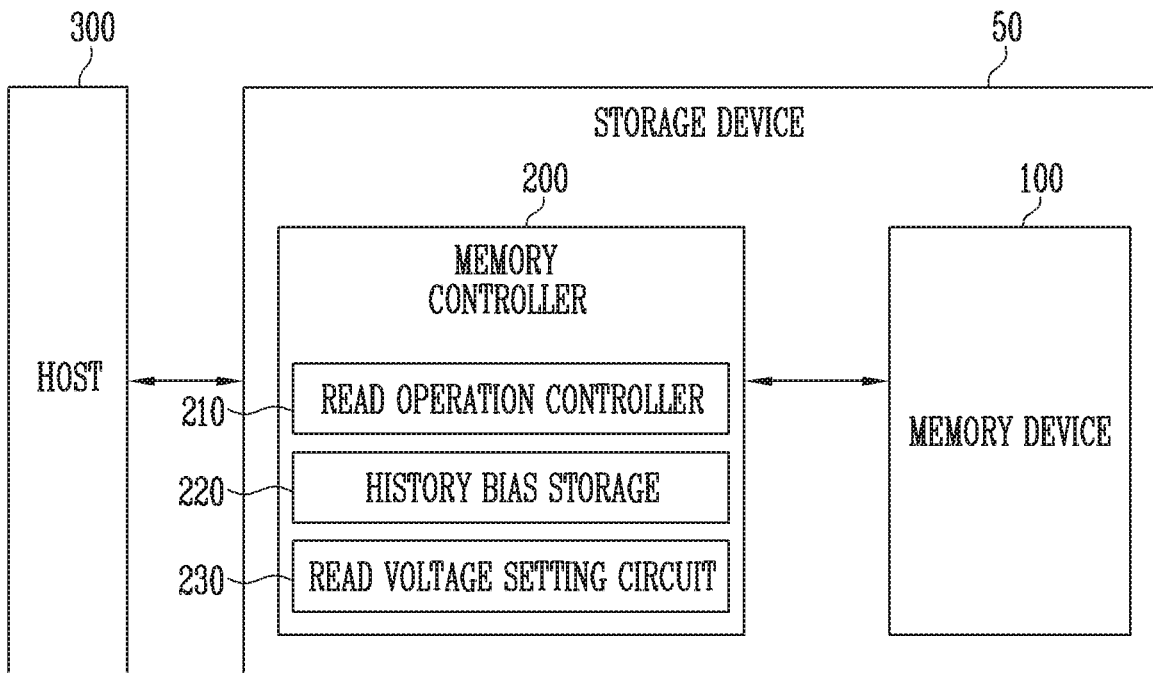 300
50
STORAGE DEVICE
200
100
MEMORY
CONTROLLER
HOST
READ OPERATION CONTROLLER
210
MEMORY DEVICE
HISTORY BIAS STORAGE
220
READ VOLTAGE SETTING CIRCUIT
230